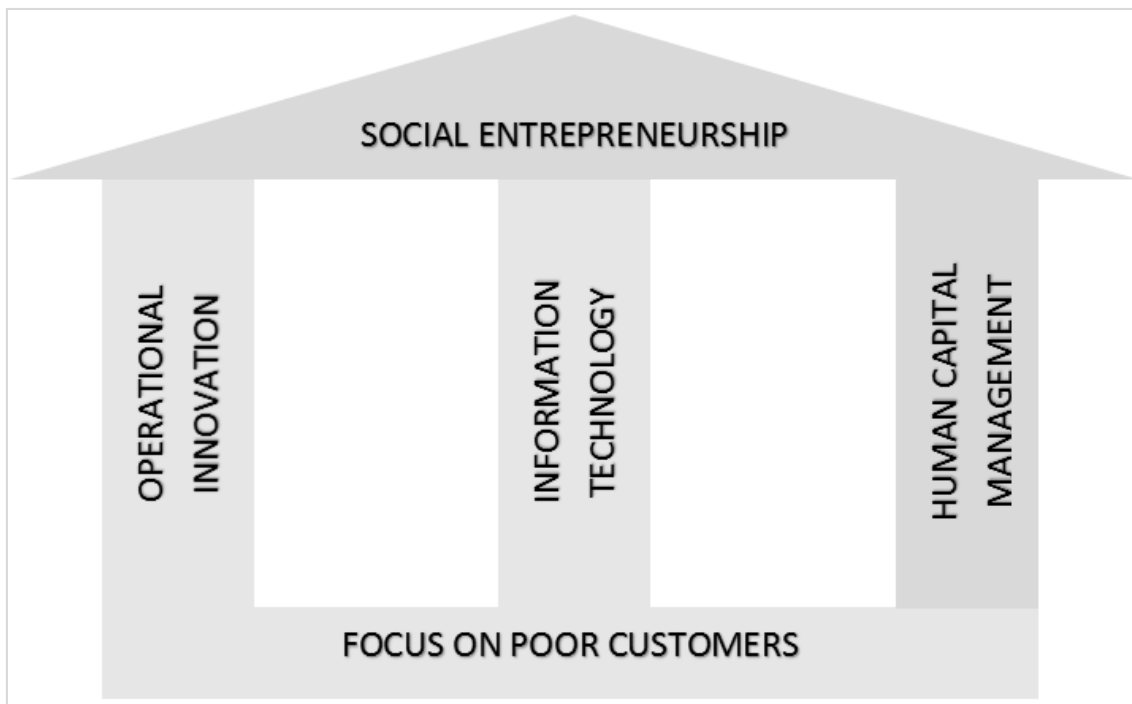 SOCIAL ENTREPRENEURSHIP
OPERATIONAL
INNOVATION
INFORMATION
TECHNOLOGY
HUMAN CAPITAL
MANAGEMENT
FOCUS ON POOR CUSTOMERS